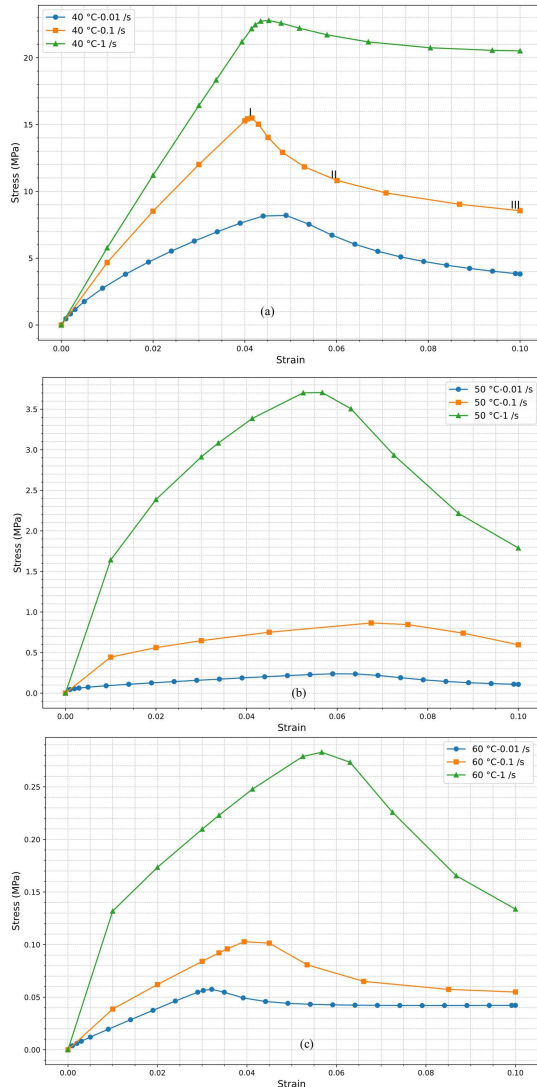 40 °C-0.01 /s
40 °C-0.1 /s
40 °C-1 /s
Stress (MPa)
20
15
10
5
0
I
II
III
(a)
0.00 0.02 0.04 0.06 0.08 0.10
Strain
50 °C-0.01 /s
50 °C-0.1 /s
50 °C-1 /s
Stress (MPa)
3.5
3.0
2.5
2.0
1.5
1.0
0.5
0.0
(b)
0.00 0.02 0.04 0.06 0.08 0.10
Strain
60 °C-0.01 /s
60 °C-0.1 /s
60 °C-1 /s
Stress (MPa)
0.25
0.20
0.15
0.10
0.05
0.00
(c)
0.00 0.02 0.04 0.06 0.08 0.10
Strain